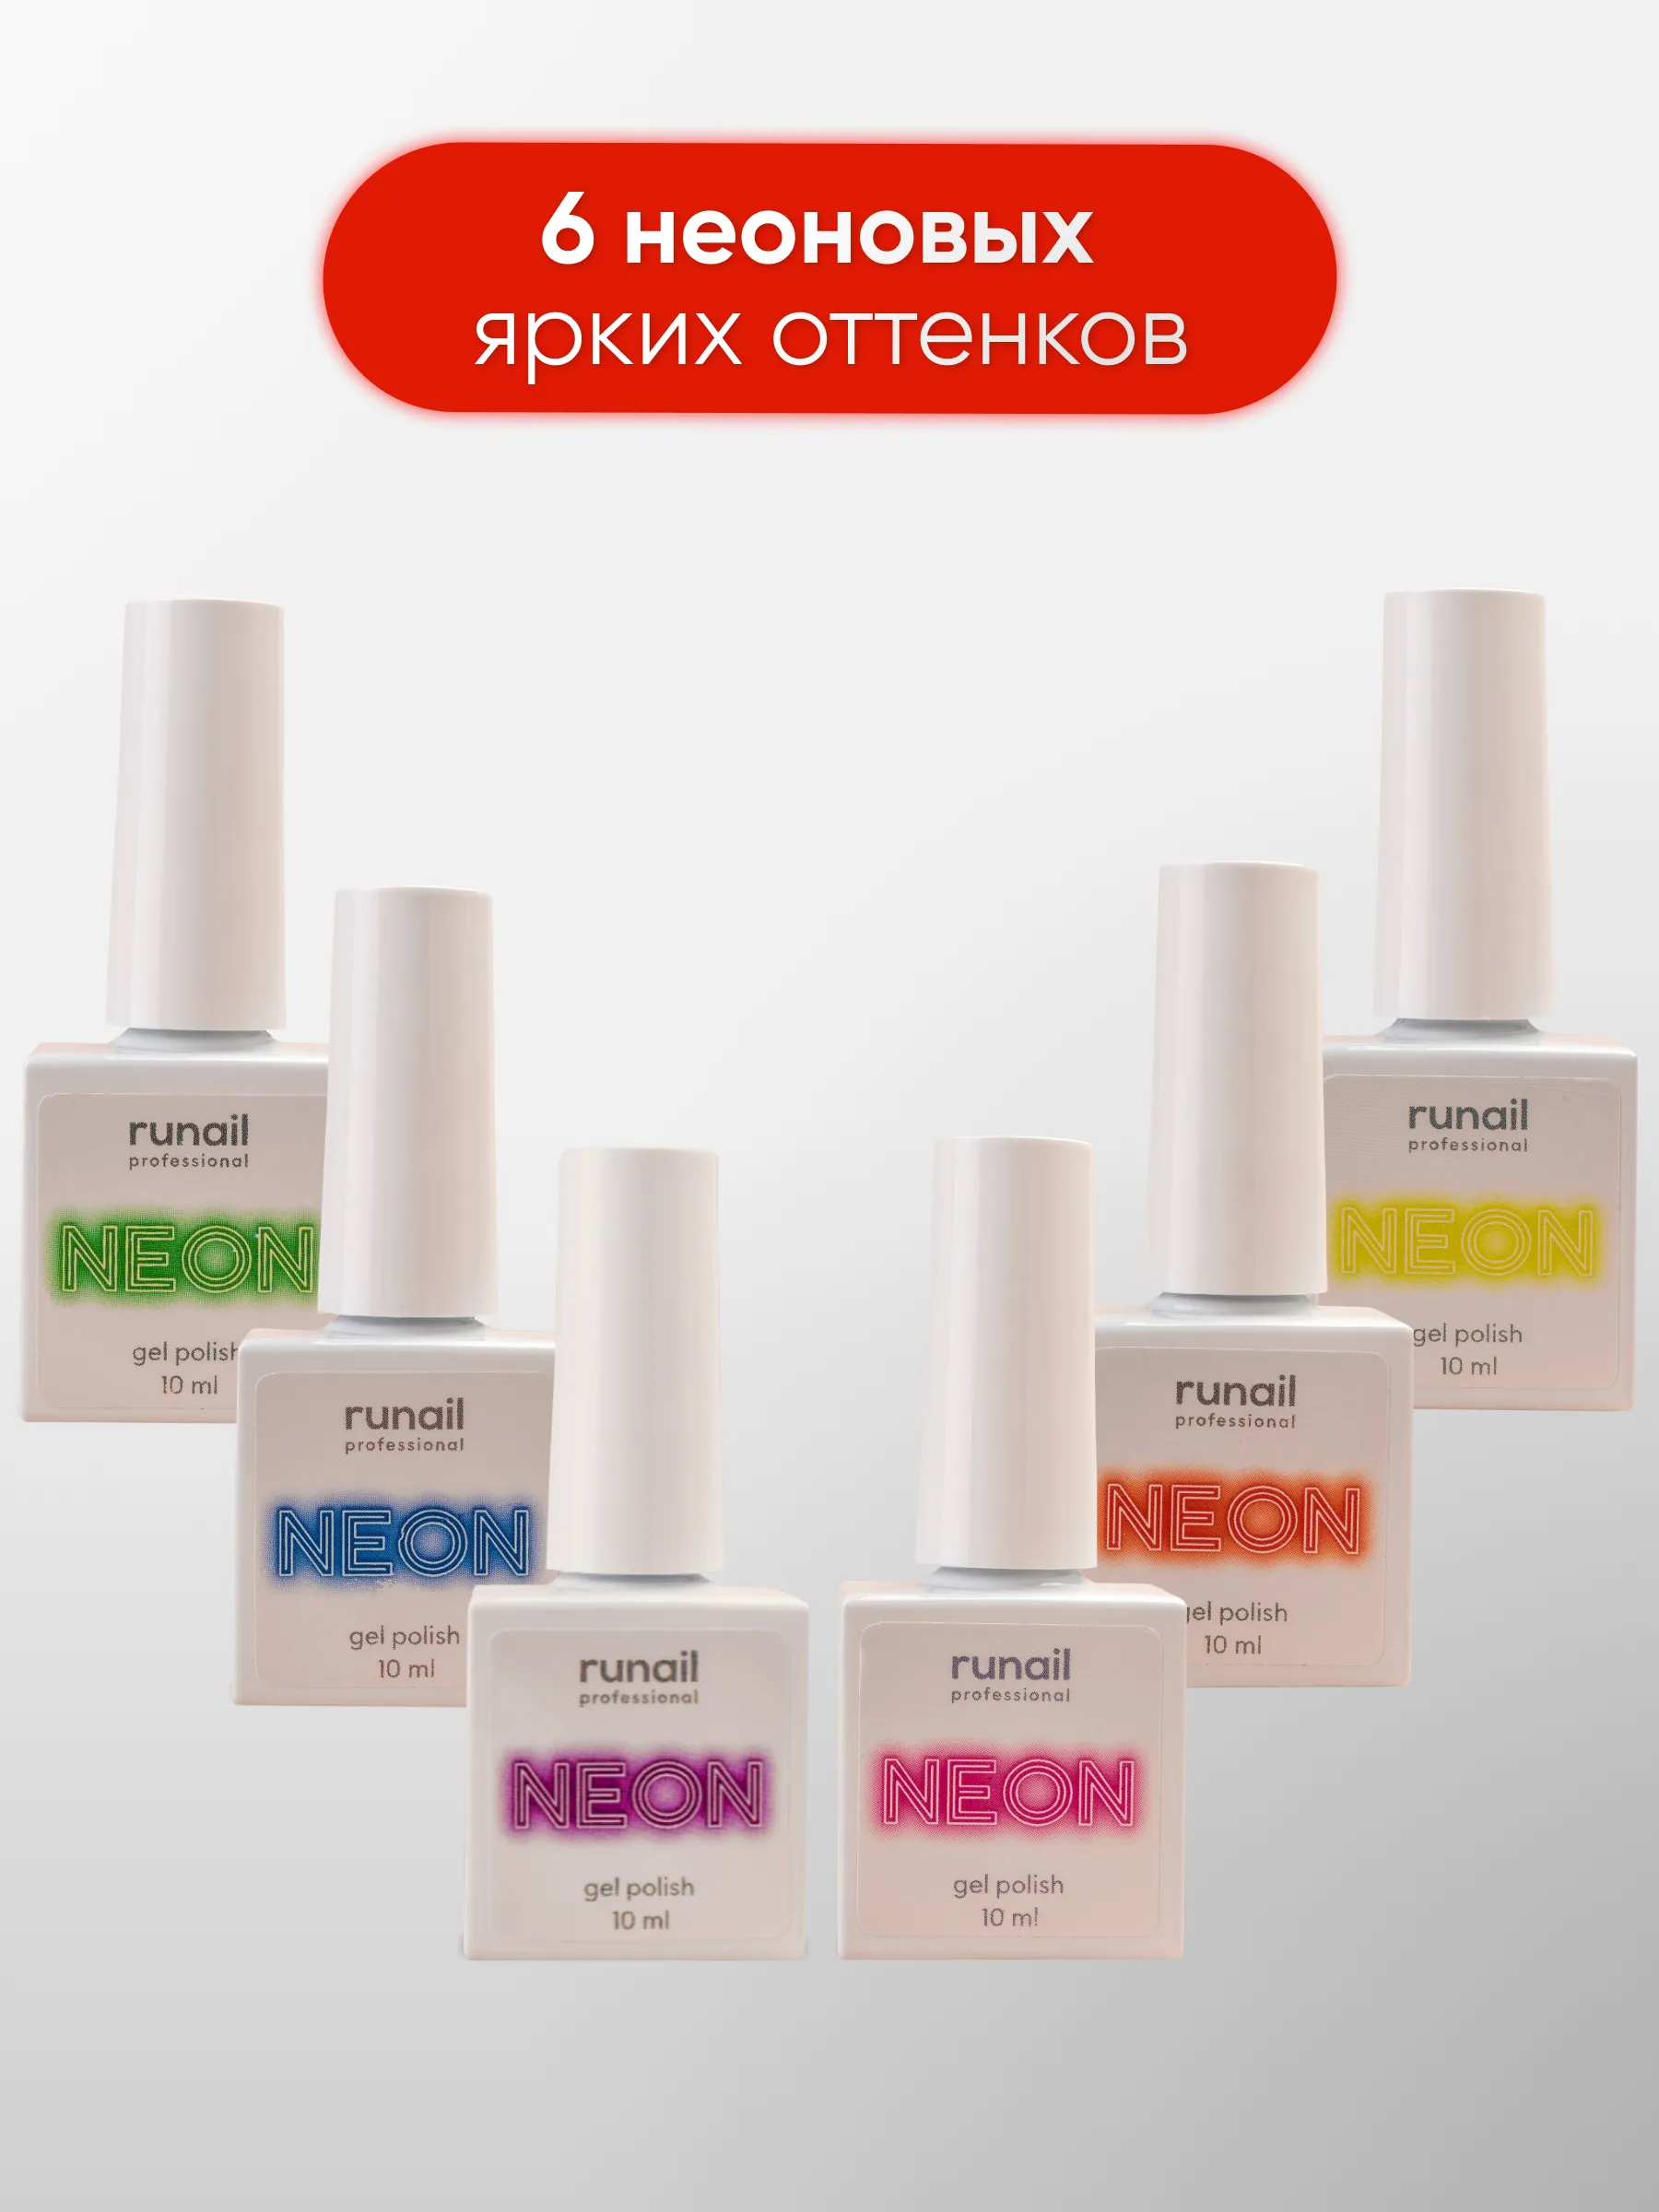 6 неоновых
ярких оттенков
runail
professional
NEON
gel polish
10 ml
runail
professional
NEON
gel polish
10 ml
runail
professional
NEON
gel polish
10 ml
runail
professional
NEON
gel polish
10 ml
runail
professional
NEON
gel polish
10 ml
runail
professional
NEON
gel polish
10 ml